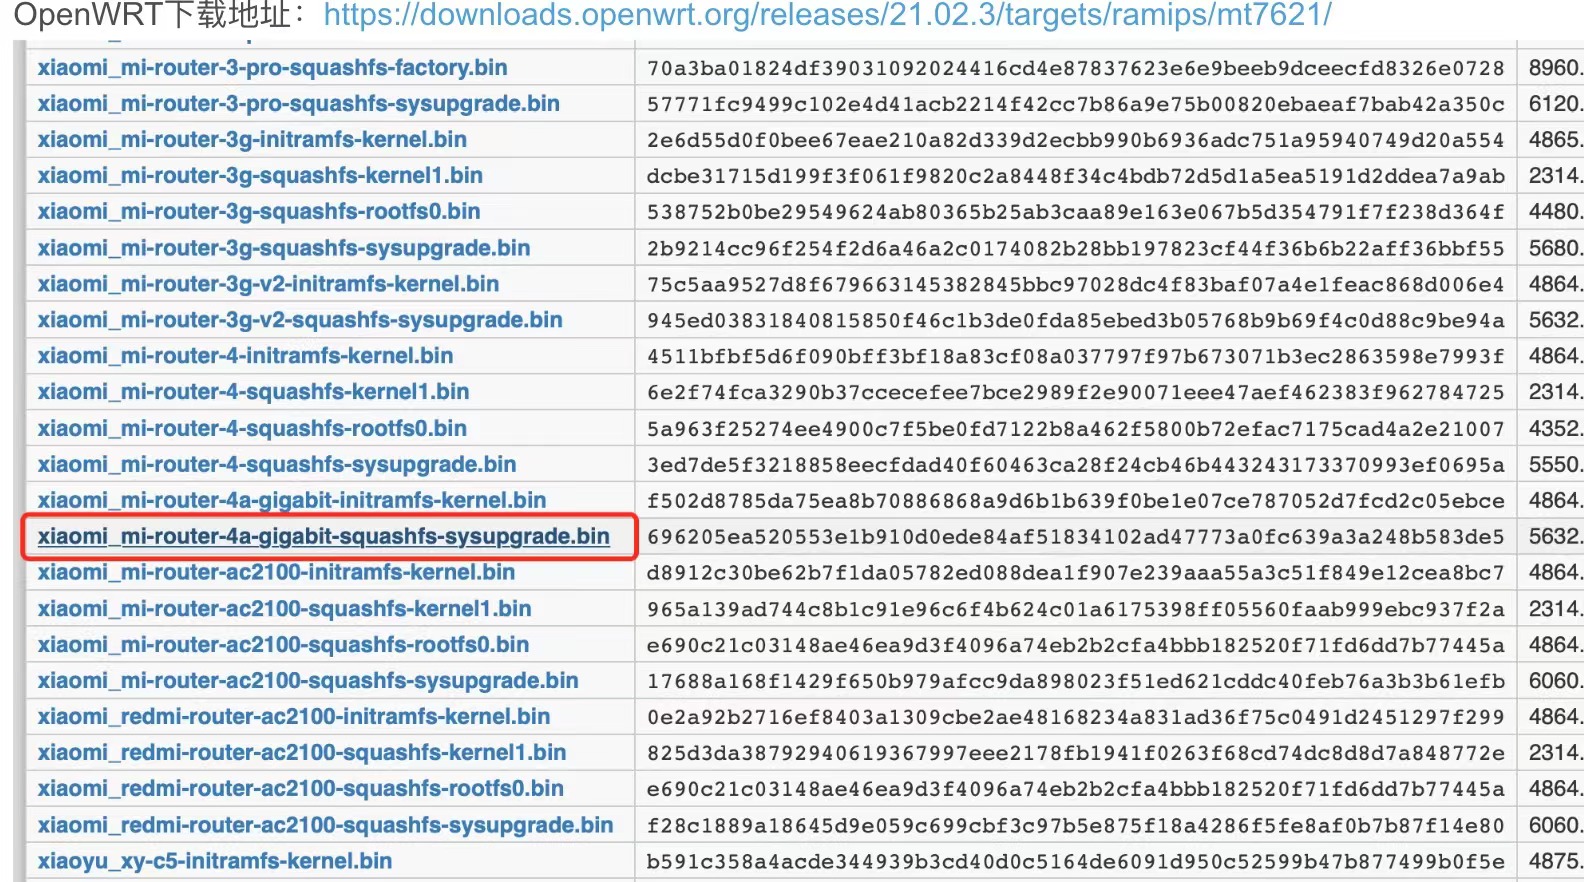 OpenWRT下载地址：https://downloads.openwrt.org/releases/21.02.3/targets/ramips/mt7621/
xiaomi_mi-router-3-pro-squashfs-factory.bin 70a3ba01824df39031092024416cd4e87837623e6e9beeb9dceecfd8326e0728 8960.
xiaomi_mi-router-3-pro-squashfs-sysupgrade.bin 57771fc9499c102e4d41acb2214f42cc7b86a9e75b00820ebaeaf7bab42a350c 6120.
xiaomi_mi-router-3g-initramfs-kernel.bin 2e6d55d0f0bee67eae210a82d339d2ecbb990b6936adc751a95940749d20a554 4865.
xiaomi_mi-router-3g-squashfs-kernel1.bin dcbe31715d199f3f061f9820c2a8448f34c4bdb72d5d1a5ea5191d2ddea7a9ab 2314.
xiaomi_mi-router-3g-squashfs-rootfs0.bin 538752b0be29549624ab80365b25ab3caa89e163e067b5d354791f7f238d364f 4480.
xiaomi_mi-router-3g-squashfs-sysupgrade.bin 2b9214cc96f254f2d6a46a2c0174082b28bb197823cf44f36b6b22aff36bbf55 5680.
xiaomi_mi-router-3g-v2-initramfs-kernel.bin 75c5aa9527d8f679663145382845bbc97028dc4f83baf07a4e1feac868d006e4 4864.
xiaomi_mi-router-3g-v2-squashfs-sysupgrade.bin 945ed03831840815850f46c1b3de0fda85ebed3b05768b9b69f4c0d88c9be94a 5632.
xiaomi_mi-router-4-initramfs-kernel.bin 4511bfbf5d6f090bff3bf18a83cf08a037797f97b673071b3ec2863598e7993f 4864.
xiaomi_mi-router-4-squashfs-kernel1.bin 6e2f74fca3290b37ccecefee7bce2989f2e90071eee47aef462383f962784725 2314.
xiaomi_mi-router-4-squashfs-rootfs0.bin 5a963f25274ee4900c7f5be0fd7122b8a462f5800b72efac7175cad4a2e21007 4352.
xiaomi_mi-router-4-squashfs-sysupgrade.bin 3ed7de5f3218858eecfdad40f60463ca28f24cb46b443243173370993ef0695a 5550.
xiaomi_mi-router-4a-gigabit-initramfs-kernel.bin f502d8785da75ea8b70886868a9d6b1b639f0be1e07ce787052d7fcd2c05ebce 4864.
xiaomi_mi-router-4a-gigabit-squashfs-sysupgrade.bin 696205ea520553e1b910d0ede84af51834102ad47773a0fc639a3a248b583de5 5632.
xiaomi_mi-router-ac2100-initramfs-kernel.bin d8912c30be62b7f1da05782ed088dea1f907e239aaa55a3c51f849e12cea8bc7 4864.
xiaomi_mi-router-ac2100-squashfs-kernel1.bin 965a139ad744c8b1c91e96c6f4b624c01a6175398ff05560faab999ebc937f2a 2314.
xiaomi_mi-router-ac2100-squashfs-rootfs0.bin e690c21c03148ae46ea9d3f4096a74eb2b2cfa4bbb182520f71fd6dd7b77445a 4864.
xiaomi_mi-router-ac2100-squashfs-sysupgrade.bin 17688a168f1429f650b979afcc9da898023f51ed621cddc40feb76a3b3b61efb 6060.
xiaomi_redmi-router-ac2100-initramfs-kernel.bin 0e2a92b2716ef8403a1309cbe2ae48168234a831ad36f75c0491d2451297f299 4864.
xiaomi_redmi-router-ac2100-squashfs-kernel1.bin 825d3da38792940619367997eee2178fb1941f0263f68cd74dc8d8d7a848772e 2314.
xiaomi_redmi-router-ac2100-squashfs-rootfs0.bin e690c21c03148ae46ea9d3f4096a74eb2b2cfa4bbb182520f71fd6dd7b77445a 4864.
xiaomi_redmi-router-ac2100-squashfs-sysupgrade.bin f28c1889a18645d9e059c699cbf3c97b5e875f18a4286f5fe8af0b7b87f14e80 6060.
xiaoyu_xy-c5-initramfs-kernel.bin b591c358a4acde344939b3cd40d0c5164de6091d950c52599b47b877499b0f5e 4875.